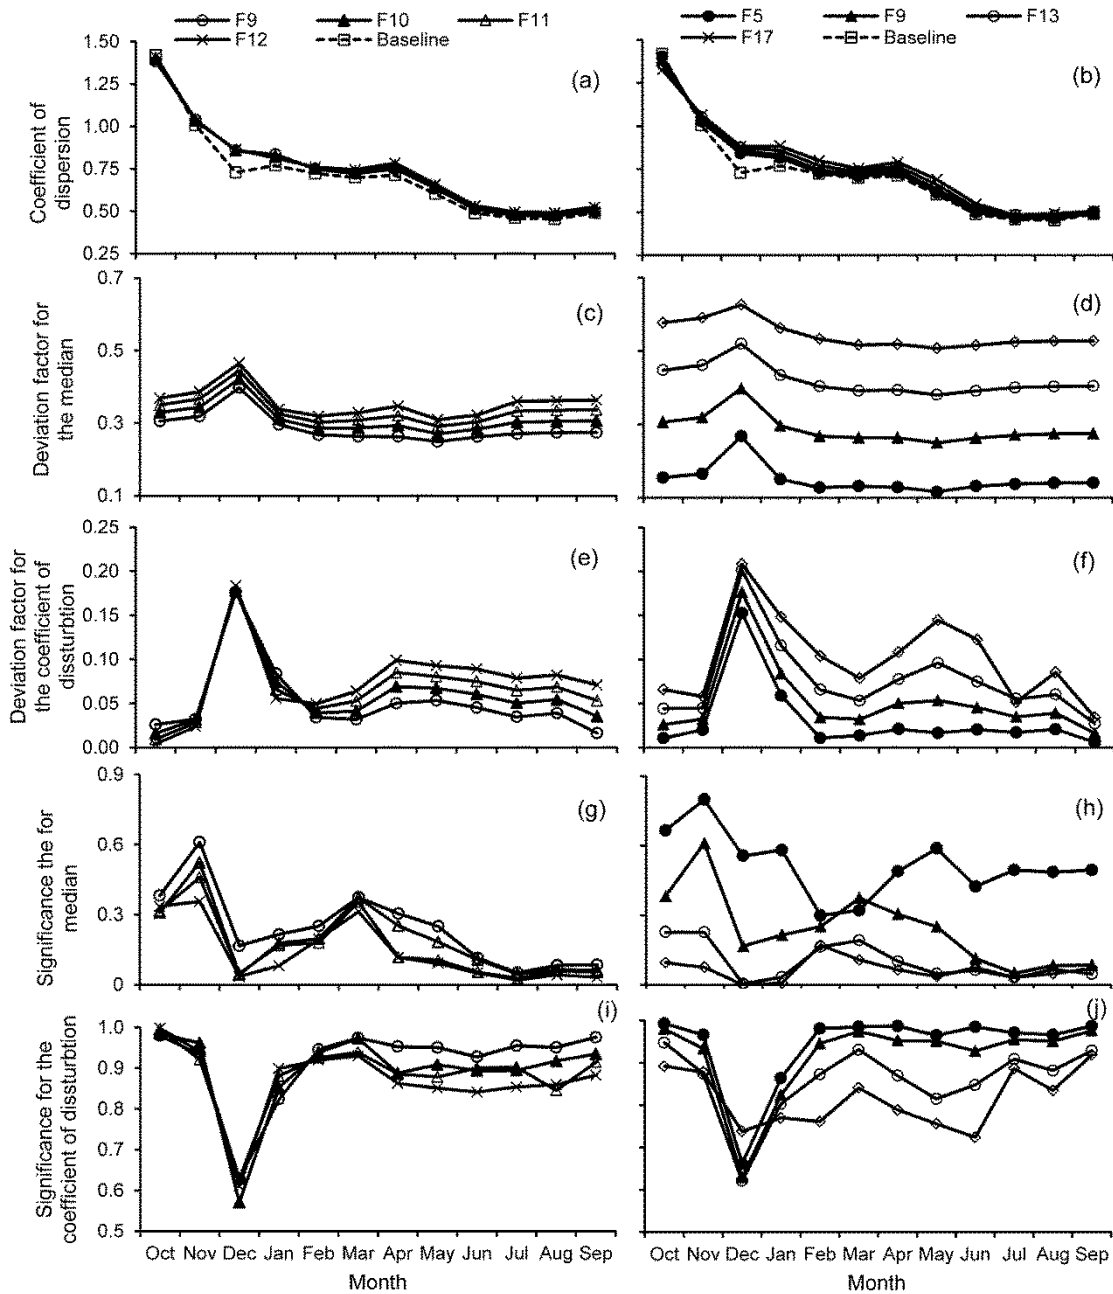 F9 F10 F11
F12 Baseline
F5 F9 F13
F17 Baseline
Coefficient of
dispersion
1.50
1.25
1.00
0.75
0.50
0.25
(a)
(b)
Deviation factor for
the median
0.7
0.5
0.3
0.1
(c)
(d)
Deviation factor for
the coefficient of
dissturbtion
0.25
0.20
0.15
0.10
0.05
0.00
(e)
(f)
Significance the for
median
0.9
0.6
0.3
0
(g)
(h)
Significance for the
coefficient of dissturbtion
1.0
0.9
0.8
0.7
0.6
0.5
(i)
(j)
Oct Nov Dec Jan Feb Mar Apr May Jun Jul Aug Sep
Month
Oct Nov Dec Jan Feb Mar Apr May Jun Jul Aug Sep
Month